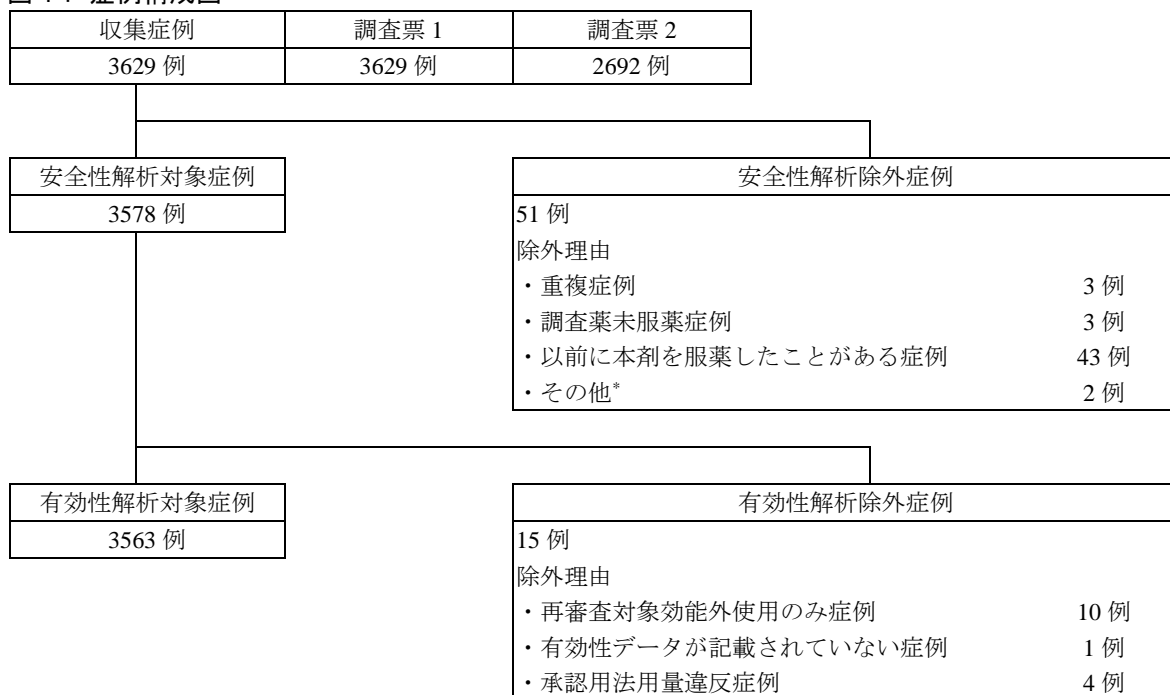 収集症例 調査票 1 調査票 2
3629 例 3629 例 2692 例
安全性解析対象症例 安全性解析除外症例
3578 例 51 例
除外理由
・重複症例 3 例
・調査薬未服薬症例 3 例
・以前に本剤を服薬したことがある症例 43 例
・その他* 2 例
有効性解析対象症例 有効性解析除外症例
3563 例 15 例
除外理由
・再審査対象効能外使用のみ症例 10 例
・有効性データが記載されていない症例 1 例
・承認用法用量違反症例 4 例